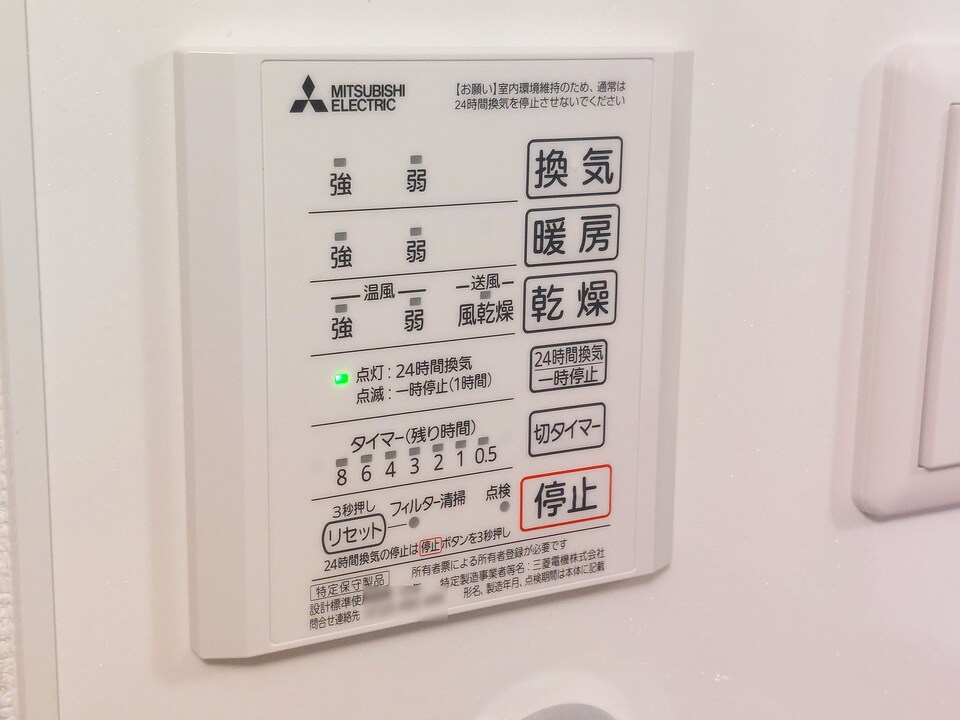 MITSUBISHI
ELECTRIC
【お願い】室内環境維持のため、通常は
24時間換気を停止させないでください
強 弱 換気
強 弱 暖房
温風 送風
強 弱 風乾燥 乾燥
点灯:24時間換気
点滅:一時停止(1時間)
24時間換気
一時停止
タイマー(残り時間)
8 6 4 3 2 1 0.5
切タイマー
3秒押し
リセット フィルター清掃 点検
停止
24時間換気の停止は停止ボタンを3秒押し
特定保守製品 所有者票による所有者登録が必要です
設計標準使 年 特定製造事業者等名:三菱電機株式会社
問合せ連絡先 形名、製造年月、点検期間は本体に記載